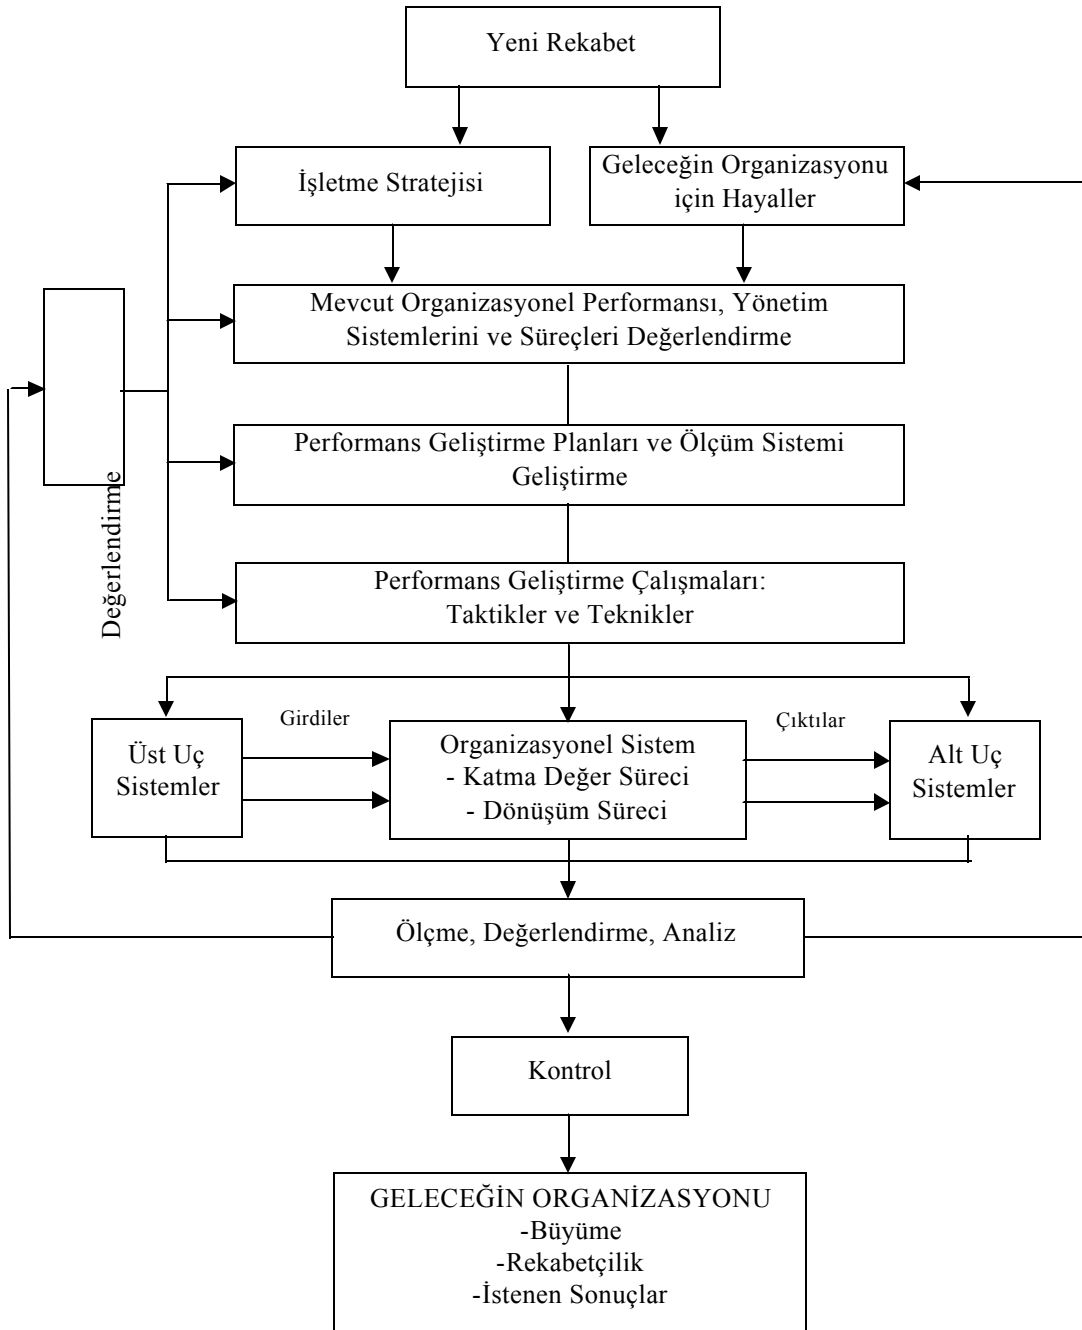 Yeni Rekabet
İşletme Stratejisi
Geleceğin Organizasyonu
için Hayaller
Mevcut Organizasyonel Performansı, Yönetim
Sistemlerini ve Süreçleri Değerlendirme
Performans Geliştirme Planları ve Ölçüm Sistemi
Geliştirme
Değerlendirme
Performans Geliştirme Çalışmaları:
Taktikler ve Teknikler
Girdiler
Çıktılar
Üst Uç
Sistemler
Organizasyonel Sistem
- Katma Değer Süreci
- Dönüşüm Süreci
Alt Uç
Sistemler
Ölçme, Değerlendirme, Analiz
Kontrol
GELECEĞİN ORGANİZASYONU
-Büyüme
-Rekabetçilik
-İstenen Sonuçlar